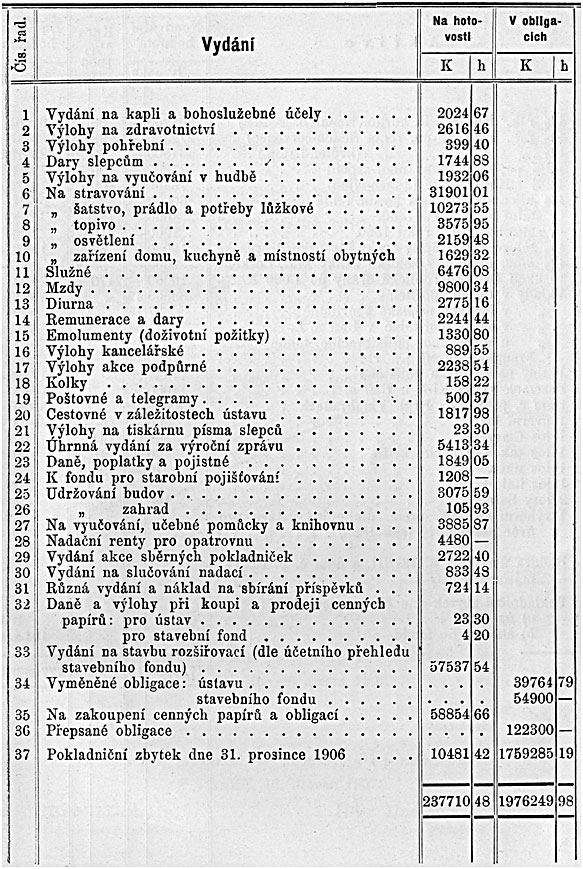 Čís. řad. Vydání Na hoto- vosti V obliga- cích
K h K h
1 Vydání na kapli a bohoslužebné účely . . . . . . 2024 67
2 Výlohy na zdravotnictví . . . . . . . . . . . . 2616 46
3 Výlohy pohřební . . . . . . . . . . . . . . . . 399 40
4 Dary slepcům . . . . . . . . . . . . . . . . . 1744 88
5 Výlohy na vyučování v hudbě . . . . . . . . . . 1932 06
6 Na stravování . . . . . . . . . . . . . . . . . 31901 01
7 „ šatstvo, prádlo a potřeby lůžkové . . . . . . 10273 55
8 „ topivo . . . . . . . . . . . . . . . . . . . 3575 95
9 „ osvětlení . . . . . . . . . . . . . . . . . . 2159 48
10 „ zařízení domu, kuchyně a místností obytných . 1629 32
11 Služné . . . . . . . . . . . . . . . . . . . . 6476 08
12 Mzdy . . . . . . . . . . . . . . . . . . . . . 9800 34
13 Diurna . . . . . . . . . . . . . . . . . . . . 2775 16
14 Remunerace a dary . . . . . . . . . . . . . . 2244 44
15 Emolumenty (doživotní požitky) . . . . . . . . . 1330 80
16 Výlohy kancelářské . . . . . . . . . . . . . . 889 55
17 Výlohy akce podpůrné . . . . . . . . . . . . . 2238 54
18 Kolky . . . . . . . . . . . . . . . . . . . . . 158 22
19 Poštovné a telegramy . . . . . . . . . . . . . . 500 37
20 Cestovné v záležitostech ústavu . . . . . . . . . 1817 98
21 Výlohy na tiskárnu písma slepců . . . . . . . . 23 30
22 Úhrnná vydání za výroční zprávu . . . . . . . . 5413 34
23 Daně, poplatky a pojistné . . . . . . . . . . . 1849 05
24 K fondu pro starobní pojišťování . . . . . . . . 1208 —
25 Udržování budov . . . . . . . . . . . . . . . . 3075 59
26 „ zahrad . . . . . . . . . . . . . . . . 105 93
27 Na vyučování, učebné pomůcky a knihovnu . . . . 3885 87
28 Nadační renty pro opatrovnu . . . . . . . . . . 4480 —
29 Vydání akce sběrných pokladniček . . . . . . . 2722 40
30 Vydání na slučování nadací . . . . . . . . . . . 833 48
31 Různá vydání a náklad na sbírání příspěvků . . . 724 14
32 Daně a výlohy při koupi a prodeji cenných
papírů: pro ústav . . . . . . . . . . . . . 23 30
pro stavební fond . . . . . . . . . 4 20
33 Vydání na stavbu rozšiřovací (dle účetního přehledu
stavebního fondu) . . . . . . . . . . . . . 57537 54
34 Vyměněné obligace: ústavu . . . . . . . . . . . . . . . 39764 79
stavebního fondu . . . . . . . . . . 54900 —
35 Na zakoupení cenných papírů a obligací . . . . . 58854 66
36 Přepsané obligace . . . . . . . . . . . . . . . . . . . 122300 —
37 Pokladniční zbytek dne 31. prosince 1906 . . . . 10481 42 1759285 19
237710 48 1976249 98